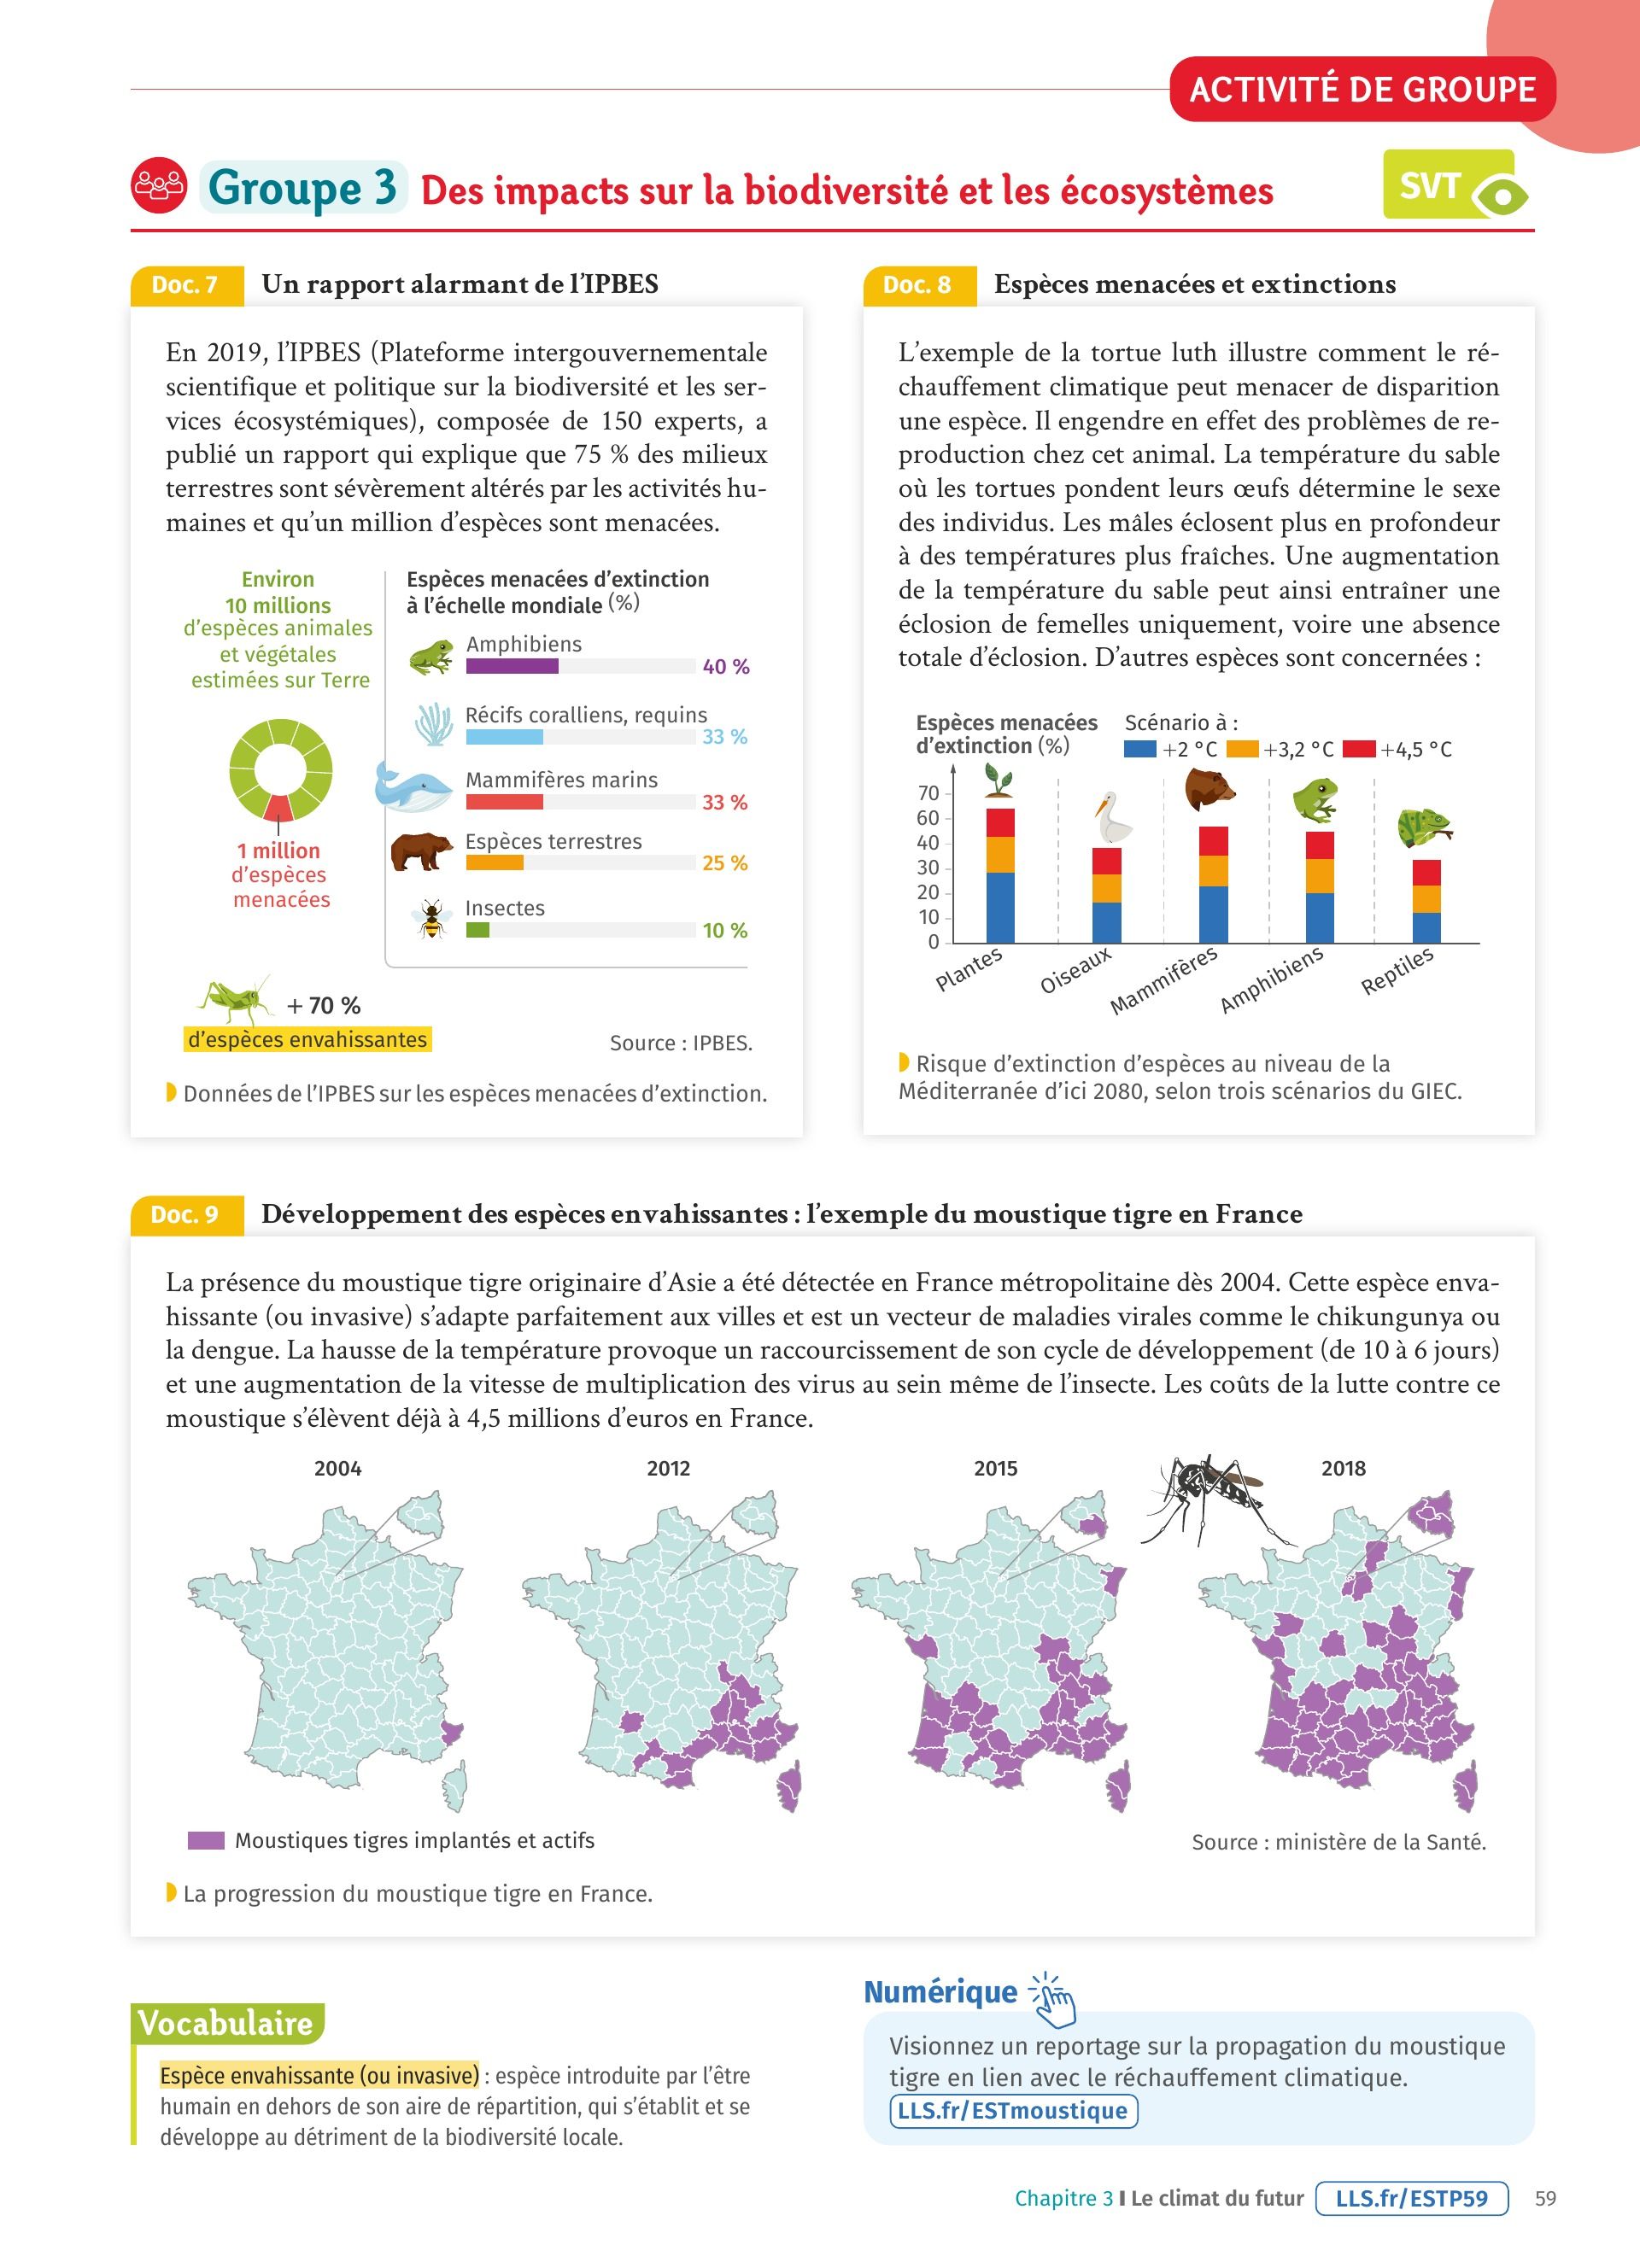 ACTIVITÉ DE GROUPE
Groupe 3 Des impacts sur la biodiversité et les écosystèmes
SVT
Doc. 7 Un rapport alarmant de l'IPBES
En 2019, l'IPBES (Plateforme intergouvernementale
scientifique et politique sur la biodiversité et les ser-
vices écosystémiques), composée de 150 experts, a
publié un rapport qui explique que 75 % des milieux
terrestres sont sévèrement altérés par les activités hu-
maines et qu'un million d'espèces sont menacées.
Environ
10 millions
d'espèces animales
et végétales
estimées sur Terre
1 million
d'espèces
menacées
Espèces menacées d'extinction
à l'échelle mondiale (%)
Amphibiens
40 %
Récifs coralliens, requins
33 %
Mammifères marins
33 %
Espèces terrestres
25 %
Insectes
10 %
+ 70 %
d'espèces envahissantes
Source : IPBES.
Données de l'IPBES sur les espèces menacées d'extinction.
Doc. 8 Espèces menacées et extinctions
L'exemple de la tortue luth illustre comment le ré-
chauffement climatique peut menacer de disparition
une espèce. Il engendre en effet des problèmes de re-
production chez cet animal. La température du sable
où les tortues pondent leurs œufs détermine le sexe
des individus. Les mâles éclosent plus en profondeur
à des températures plus fraîches. Une augmentation
de la température du sable peut ainsi entraîner une
éclosion de femelles uniquement, voire une absence
totale d'éclosion. D'autres espèces sont concernées :
Espèces menacées
d'extinction (%)
Scénario à :
+2 °C +3,2 °C +4,5 °C
70
60
40
30
20
10
0
Plantes
Oiseaux
Mammifères
Amphibiens
Reptiles
Risque d'extinction d'espèces au niveau de la
Méditerranée d'ici 2080, selon trois scénarios du GIEC.
Doc. 9 Développement des espèces envahissantes : l'exemple du moustique tigre en France
La présence du moustique tigre originaire d'Asie a été détectée en France métropolitaine dès 2004. Cette espèce enva-
hissante (ou invasive) s'adapte parfaitement aux villes et est un vecteur de maladies virales comme le chikungunya ou
la dengue. La hausse de la température provoque un raccourcissement de son cycle de développement (de 10 à 6 jours)
et une augmentation de la vitesse de multiplication des virus au sein même de l'insecte. Les coûts de la lutte contre ce
moustique s'élèvent déjà à 4,5 millions d'euros en France.
2004
2012
2015
2018
Moustiques tigres implantés et actifs
Source : ministère de la Santé.
La progression du moustique tigre en France.
Vocabulaire
Espèce envahissante (ou invasive) : espèce introduite par l'être
humain en dehors de son aire de répartition, qui s'établit et se
développe au détriment de la biodiversité locale.
Numérique
Visionnez un reportage sur la propagation du moustique
tigre en lien avec le réchauffement climatique.
LLS.fr/ESTmoustique
Chapitre 3 I Le climat du futur LLS.fr/ESTP59 59